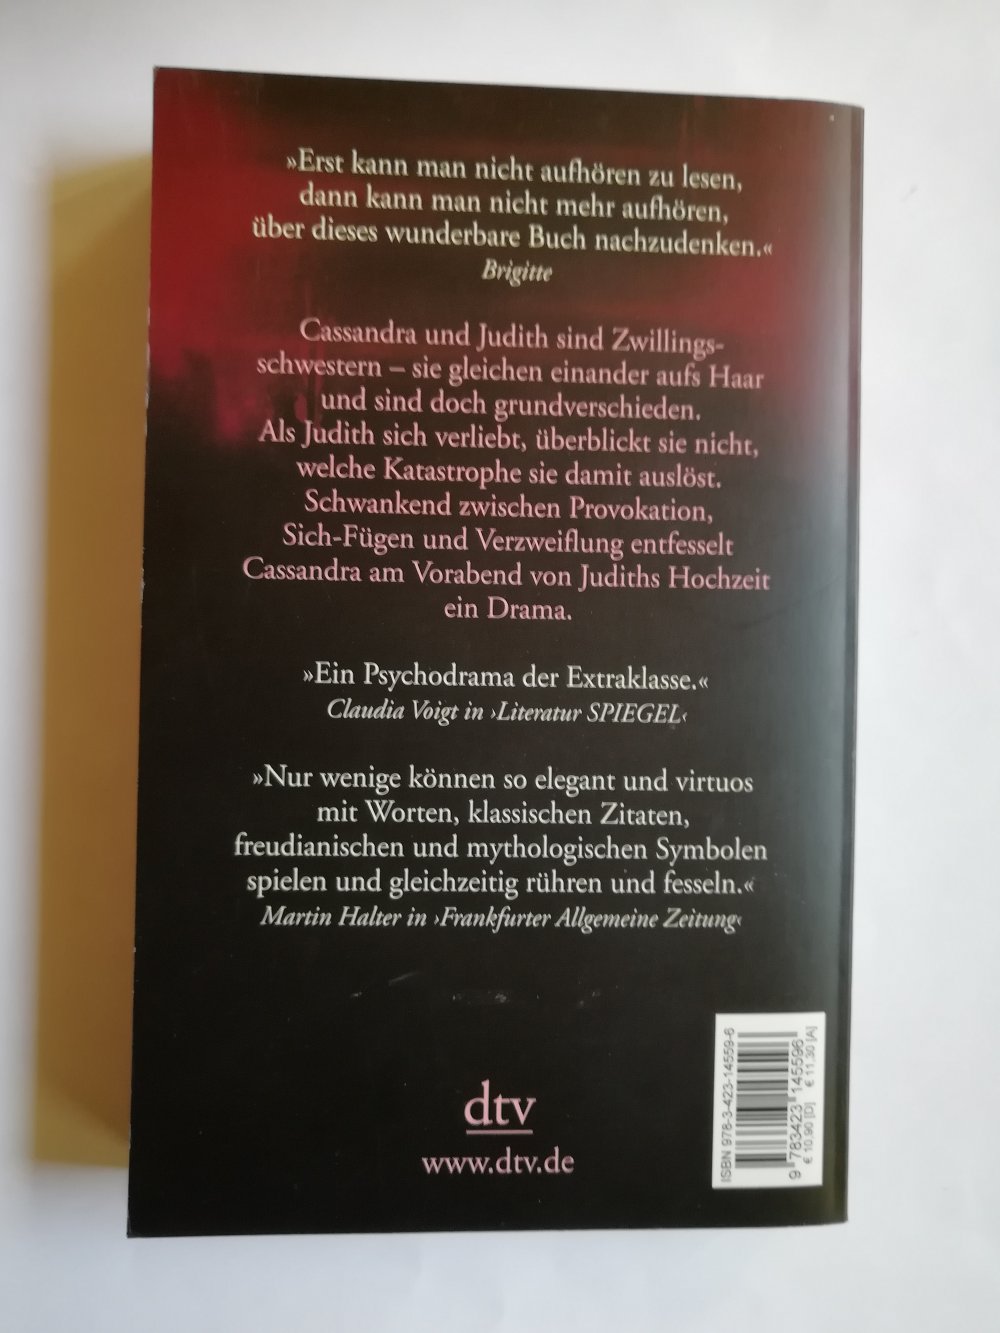 »Erst kann man nicht aufhören zu lesen,
dann kann man nicht mehr aufhören,
über dieses wunderbare Buch nachzudenken.«
Brigitte
Cassandra und Judith sind Zwillings-
schwestern – sie gleichen einander aufs Haar
und sind doch grundverschieden.
Als Judith sich verliebt, überblickt sie nicht,
welche Katastrophe sie damit auslöst.
Schwankend zwischen Provokation,
Sich-Fügen und Verzweiflung entfesselt
Cassandra am Vorabend von Judiths Hochzeit
ein Drama.
»Ein Psychodrama der Extraklasse.«
Claudia Voigt in ›Literatur SPIEGEL‹
»Nur wenige können so elegant und virtuos
mit Worten, klassischen Zitaten,
freudianischen und mythologischen Symbolen
spielen und gleichzeitig rühren und fesseln.«
Martin Halter in ›Frankfurter Allgemeine Zeitung‹
dtv
www.dtv.de
ISBN 978-3-423-14559-6
9 783423 145596
€ 10.90 [D] € 11.30 [A]